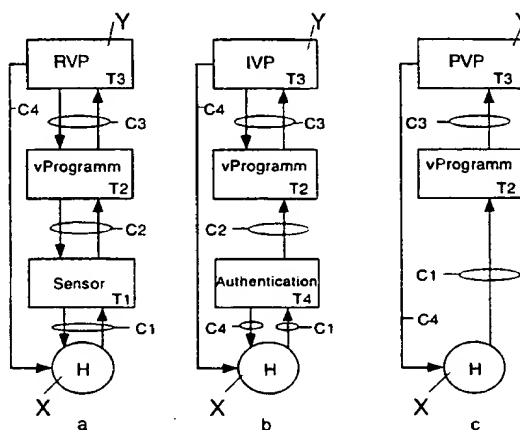 Y
RVP
T3
C4
C3
vProgramm
T2
C2
Sensor
T1
C1
H
X
a
Y
IVP
T3
C4
C3
vProgramm
T2
C2
Authentication
T4
C4
C1
H
X
b
Y
PVP
T3
C3
vProgramm
T2
C1
C4
H
X
c